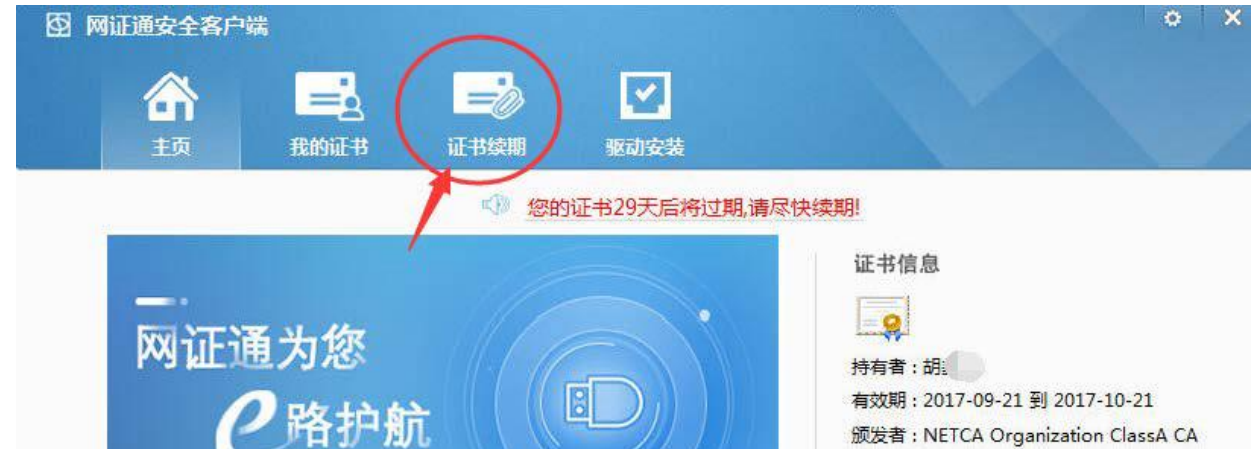 网证通安全客户端
主页
我的证书
证书续期
驱动安装
您的证书29天后将过期,请尽快续期!
网证通为您
e路护航
证书信息
持有者：胡
有效期：2017-09-21 到 2017-10-21
颁发者：NETCA Organization ClassA CA